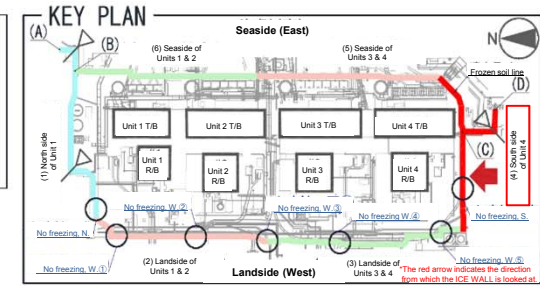 KEY PLAN
Seaside (East)
N
(A)
(B)
(6) Seaside of
Units 1 & 2
(5) Seaside of
Units 3 & 4
Frozen soil line
(D)
(1) North side
of Unit 1
Unit 1 T/B
Unit 2 T/B
Unit 3 T/B
Unit 4 T/B
(C)
(4) South side
of Unit 4
Unit 1
R/B
Unit 2
R/B
Unit 3
R/B
Unit 4
R/B
No freezing, N.
No freezing, W.②
No freezing, W.③
No freezing, W.④
No freezing, S.
No freezing, W.①
(2) Landside of
Units 1 & 2
Landside (West)
(3) Landside of
Units 3 & 4
No freezing, W.⑤
*The red arrow indicates the direction
from which the ICE WALL is looked at.